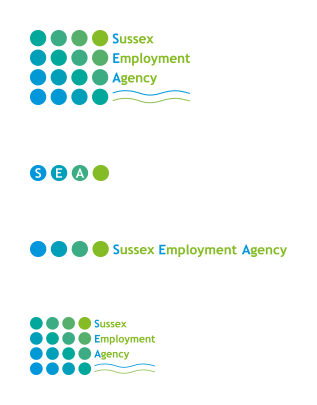 Sussex
Employment
Agency
S E A
Sussex Employment Agency
Sussex
Employment
Agency